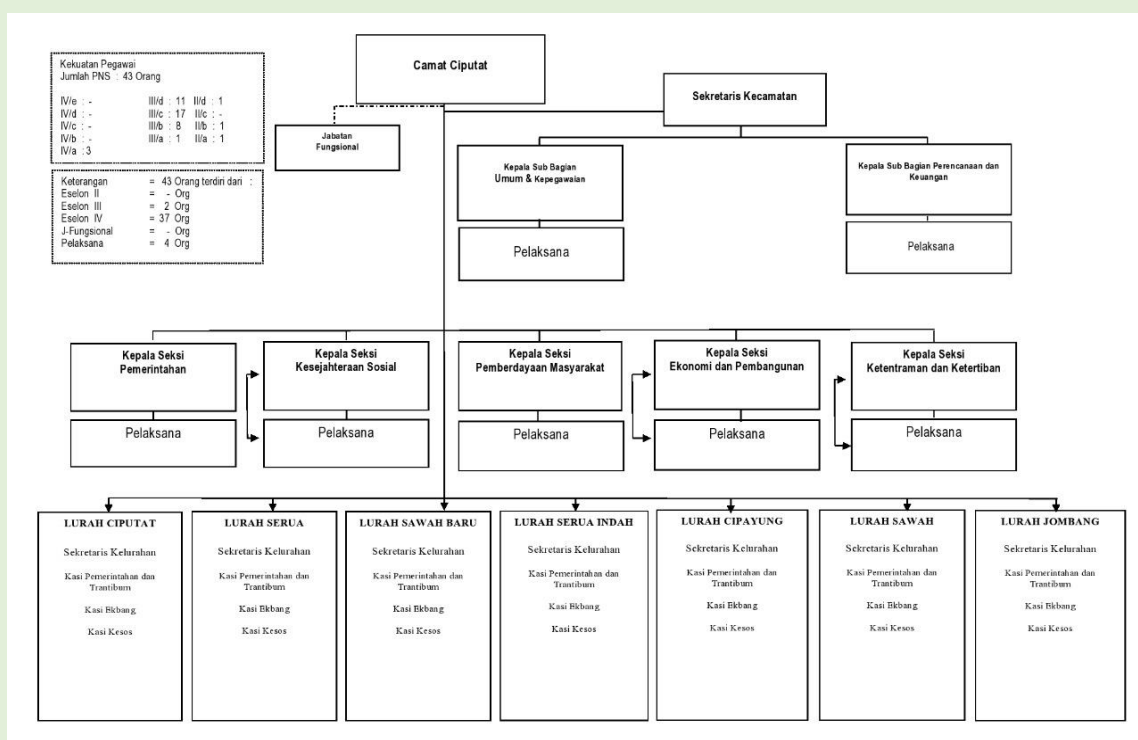 Kekuatan Pegawai
Jumlah PNS : 43 Orang
IV/e : - III/d : 11 II/d : 1
IV/d : - III/c : 17 II/c : -
IV/c : - III/b : 8 II/b : 1
IV/b : - III/a : 1 II/a : 1
IV/a : 3
Keterangan = 43 Orang terdiri dari :
Eselon II = - Org
Eselon III = 2 Org
Eselon IV = 37 Org
J-Fungsional = - Org
Pelaksana = 4 Org
Camat Ciputat
Sekretaris Kecamatan
Jabatan
Fungsional
Kepala Sub Bagian
Umum & Kepegawaian
Kepala Sub Bagian Perencanaan dan
Keuangan
Pelaksana
Pelaksana
Kepala Seksi
Pemerintahan
Kepala Seksi
Kesejahteraan Sosial
Kepala Seksi
Pemberdayaan Masyarakat
Kepala Seksi
Ekonomi dan Pembangunan
Kepala Seksi
Ketentraman dan Ketertiban
Pelaksana
Pelaksana
Pelaksana
Pelaksana
Pelaksana
LURAH CIPUTAT
Sekretaris Kelurahan
Kasi Pemerintahan dan
Trantibum
Kasi Ekbang
Kasi Kesos
LURAH SERUA
Sekretaris Kelurahan
Kasi Pemerintahan dan
Trantibum
Kasi Ekbang
Kasi Kesos
LURAH SAWAH BARU
Sekretaris Kelurahan
Kasi Pemerintahan dan
Trantibum
Kasi Ekbang
Kasi Kesos
LURAH SERUA INDAH
Sekretaris Kelurahan
Kasi Pemerintahan dan
Trantibum
Kasi Ekbang
Kasi Kesos
LURAH CIPAYUNG
Sekretaris Kelurahan
Kasi Pemerintahan dan
Trantibum
Kasi Ekbang
Kasi Kesos
LURAH SAWAH
Sekretaris Kelurahan
Kasi Pemerintahan dan
Trantibum
Kasi Ekbang
Kasi Kesos
LURAH JOMBANG
Sekretaris Kelurahan
Kasi Pemerintahan dan
Trantibum
Kasi Ekbang
Kasi Kesos